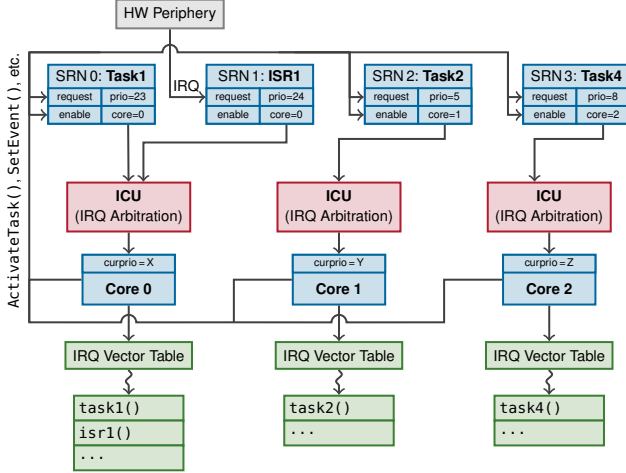 HW Periphery
SRN 0: Task1
request prio=23
enable core=0
IRQ
SRN 1: ISR1
request prio=24
enable core=0
SRN 2: Task2
request prio=5
enable core=1
SRN 3: Task4
request prio=8
enable core=2
ActivateTask(), SetEvent(), etc.
ICU
(IRQ Arbitration)
ICU
(IRQ Arbitration)
ICU
(IRQ Arbitration)
curprio=X
Core 0
curprio=Y
Core 1
curprio=Z
Core 2
IRQ Vector Table
IRQ Vector Table
IRQ Vector Table
task1()
isr1()
...
task2()
...
task4()
...